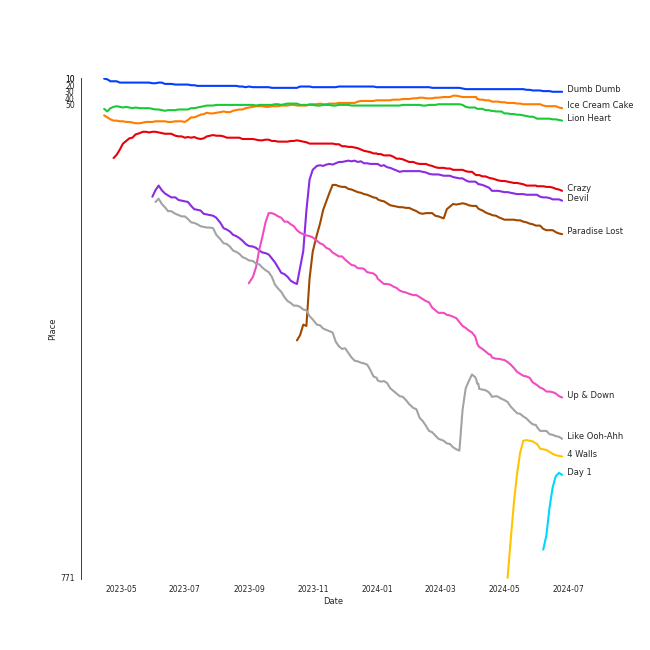 10
20
30
40
50
Dumb Dumb
Ice Cream Cake
Lion Heart
Crazy
Devil
Paradise Lost
Place
Up & Down
Like Ooh-Ahh
4 Walls
Day 1
771
2023-05 2023-07 2023-09 2023-11 2024-01 2024-03 2024-05 2024-07
Date